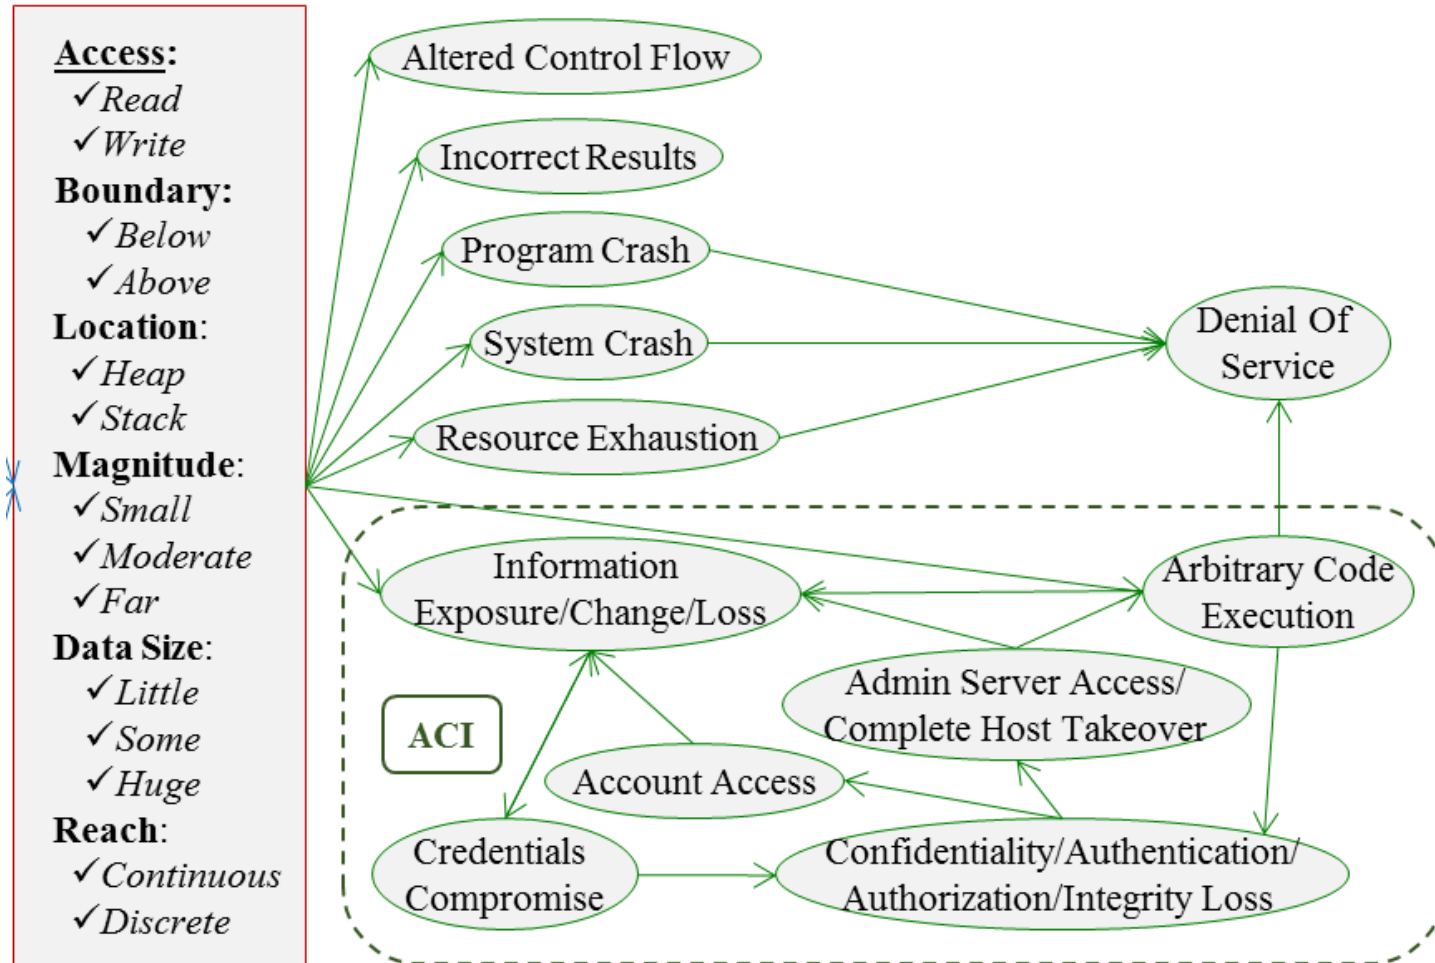 Access:
✓Read
✓Write
Boundary:
✓Below
✓Above
Location:
✓Heap
✓Stack
Magnitude:
✓Small
✓Moderate
✓Far
Data Size:
✓Little
✓Some
✓Huge
Reach:
✓Continuous
✓Discrete
Altered Control Flow
Incorrect Results
Program Crash
System Crash
Resource Exhaustion
Denial Of
Service
Information
Exposure/Change/Loss
Arbitrary Code
Execution
Admin Server Access/
Complete Host Takeover
ACI
Account Access
Credentials
Compromise
Confidentiality/Authentication/
Authorization/Integrity Loss